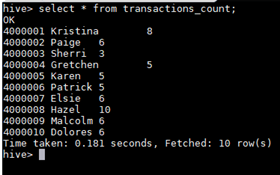 hive> select * from transactions_count;
OK
4000001 Kristina 8
4000002 Paige 6
4000003 Sherri 3
4000004 Gretchen 5
4000005 Karen 5
4000006 Patrick 5
4000007 Elsie 6
4000008 Hazel 10
4000009 Malcolm 6
4000010 Dolores 6
Time taken: 0.181 seconds, Fetched: 10 row(s)
hive>